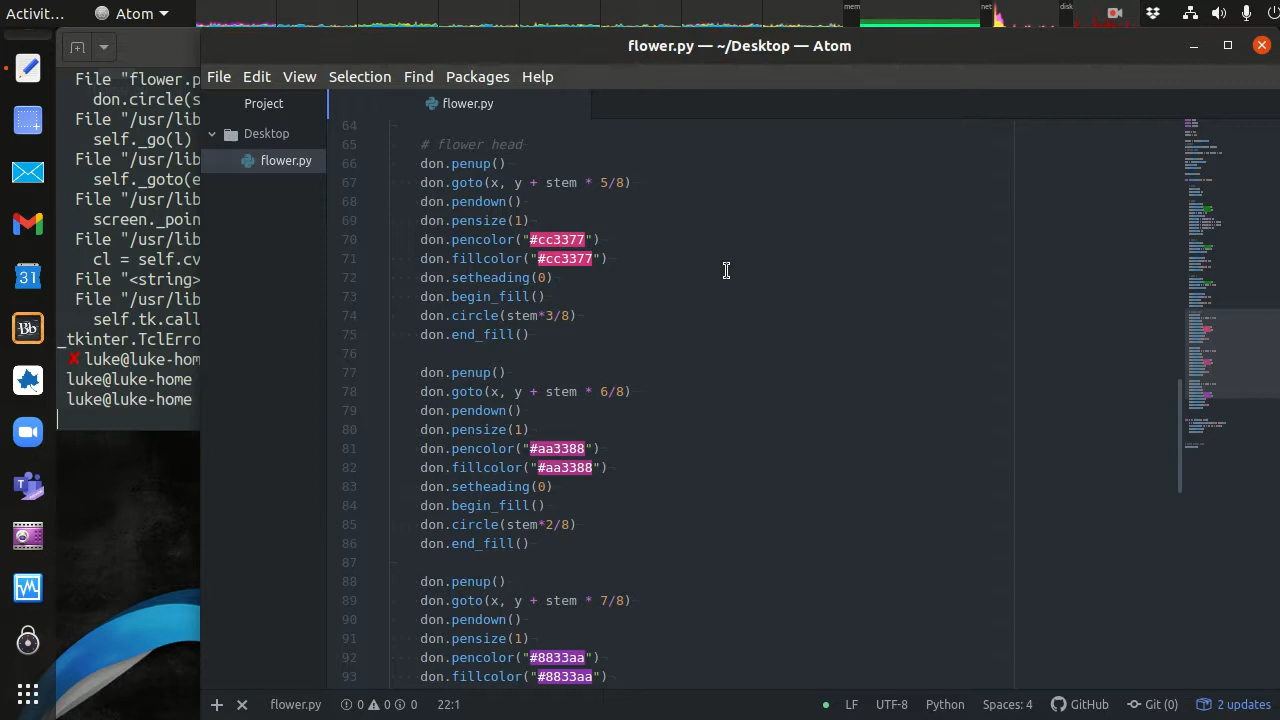 Activit...
Atom
mem
net
disk
flower.py — ~/Desktop — Atom
File Edit View Selection Find Packages Help
File "flower.p
don.circle(s
File "/usr/lib
self._go(l)
File "/usr/lib
self._goto(e
File "/usr/lib
screen._poin
File "/usr/lib
cl = self.cv
File "<string>
File "/usr/lib
self.tk.call
_tkinter.TclErro
luke@luke-hom
luke@luke-home
luke@luke-home
31
Bb
Project
Desktop
flower.py
flower.py
64
65 # flower head
66 don.penup()
67 don.goto(x, y + stem * 5/8)
68 don.pendown()
69 don.pensize(1)
70 don.pencolor("#cc3377")
71 don.fillcolor("#cc3377")
72 don.setheading(0)
73 don.begin_fill()
74 don.circle(stem*3/8)
75 don.end_fill()
76
77 don.penup()
78 don.goto(x, y + stem * 6/8)
79 don.pendown()
80 don.pensize(1)
81 don.pencolor("#aa3388")
82 don.fillcolor("#aa3388")
83 don.setheading(0)
84 don.begin_fill()
85 don.circle(stem*2/8)
86 don.end_fill()
87
88 don.penup()
89 don.goto(x, y + stem * 7/8)
90 don.pendown()
91 don.pensize(1)
92 don.pencolor("#8833aa")
93 don.fillcolor("#8833aa")
flower.py 0 0 0 22:1 LF UTF-8 Python Spaces: 4 GitHub Git (0) 2 updates